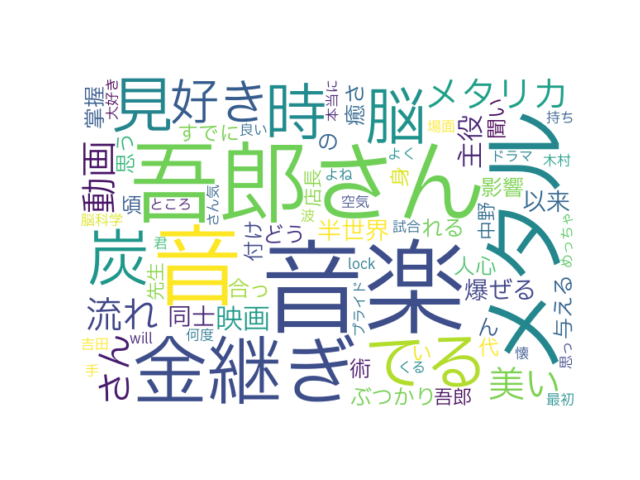 掌握
大好き
見
好き
時
脳
本当に
良い
癒さ
の
メタリカ
場面
主役
聞い
持ち
動画
思う
すでに
吾郎さん
よね
店長
よく
身
ドラマ
影響
木村
メタル
頃
ところ
さん気
波
空気
試合
れる
中野
以来
めっちゃ
脳科学
炭
君
先生
音
合っ
付け
どう
音楽
半世界
lock
人心
爆ぜる
ん
与える
流れ
同士
映画
何度
will
ブライド
い
代
懐
思っ
吉田
手
さん
金継ぎ
術
てる
くる
ぶつかり
吾郎
美い
最初